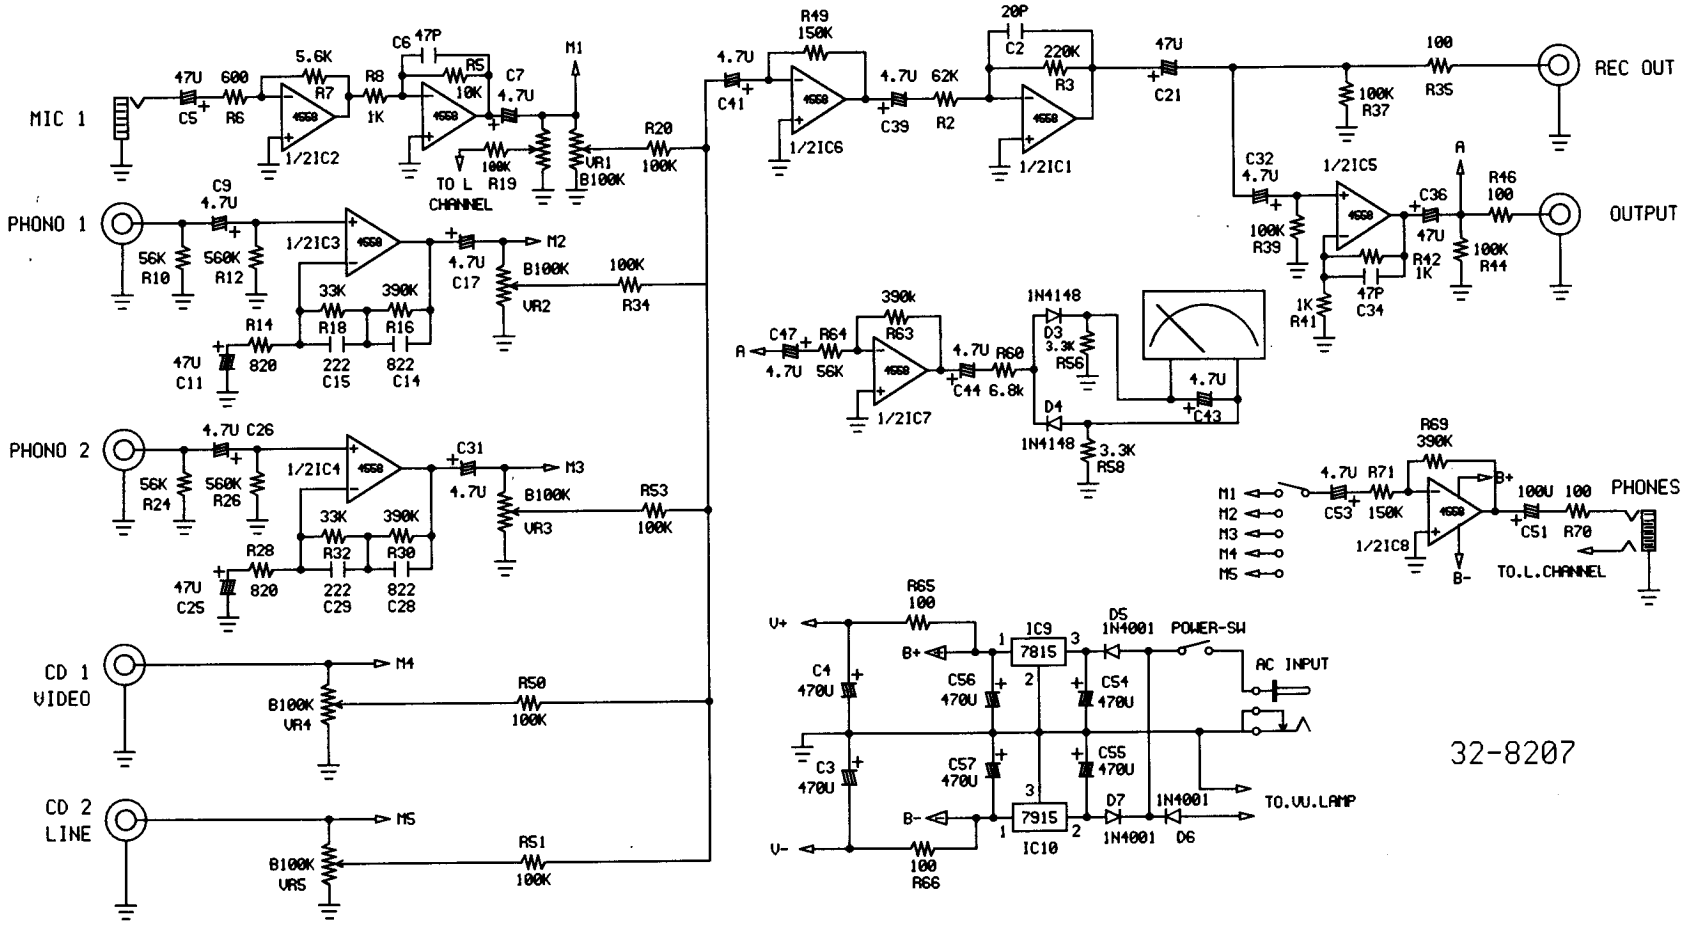 MIC 1
47U
C5
+
600
R6
5.6K
R7
4558
1/2IC2
R8
1K
C6
47P
R5
10K
4558
C7
4.7U
M1
100K
R19
TO L
CHANNEL
VR1
B100K
R20
100K
PHONO 1
56K
R10
C9
4.7U
560K
R12
1/2IC3
4558
4.7U
C17
M2
B100K
VR2
100K
R34
33K
R18
222
C15
390K
R16
822
C14
R14
820
47U
C11
PHONO 2
56K
R24
4.7U C26
560K
R26
1/2IC4
4558
C31
4.7U
M3
B100K
VR3
R53
100K
33K
R32
222
C29
390K
R30
822
C28
R28
820
47U
C25
CD 1
VIDEO
M4
B100K
VR4
R50
100K
CD 2
LINE
M5
B100K
VR5
R51
100K
4.7U
C41
R49
150K
4558
1/2IC6
4.7U
C39
62K
R2
20P
C2
220K
R3
4558
1/2IC1
47U
C21
100K
R37
100
R35
REC OUT
C32
4.7U
100K
R39
1/2IC5
4558
R42
1K
47P
C34
1K
R41
C36
47U
A
R46
100
100K
R44
OUTPUT
A
C47
4.7U
R64
56K
390k
R63
4558
1/2IC7
4.7U
C44
R60
6.8k
1N4148
D3
3.3K
R56
D4
1N4148
3.3K
R58
4.7U
C43
M1
M2
M3
M4
M5
4.7U
C53
R71
150K
R69
390K
4558
1/2IC8
B+
B-
100U
C51
100
R70
PHONES
TO.L.CHANNEL
V+
R65
100
B+
C4
470U
C56
470U
1
IC9
7815
3
2
C54
470U
D5
1N4001
POWER-SW
AC INPUT
C3
470U
C57
470U
C55
470U
3
7915
1
2
IC10
B-
V-
100
R66
D7
1N4001
1N4001
D6
TO.VU.LAMP
32-8207